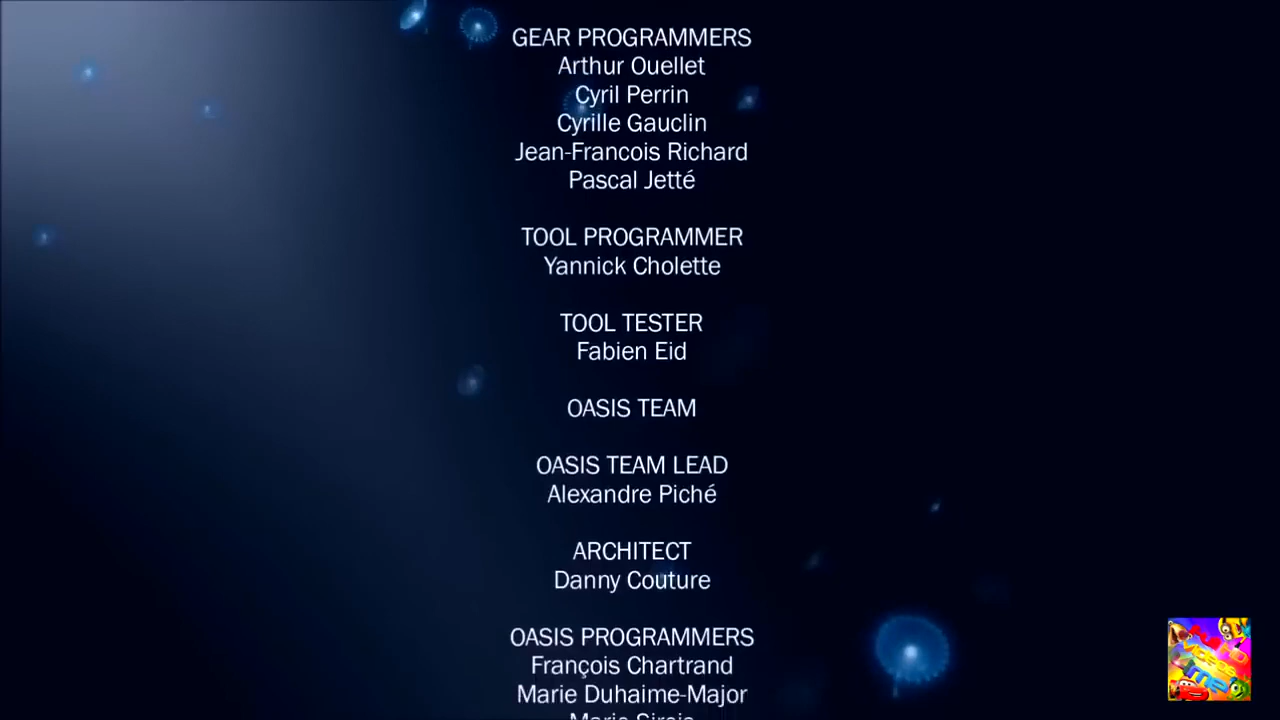 GEAR PROGRAMMERS
Arthur Ouellet
Cyril Perrin
Cyrille Gauclin
Jean-Francois Richard
Pascal Jetté
TOOL PROGRAMMER
Yannick Cholette
TOOL TESTER
Fabien Eid
OASIS TEAM
OASIS TEAM LEAD
Alexandre Piché
ARCHITECT
Danny Couture
OASIS PROGRAMMERS
François Chartrand
Marie Duhaime-Major